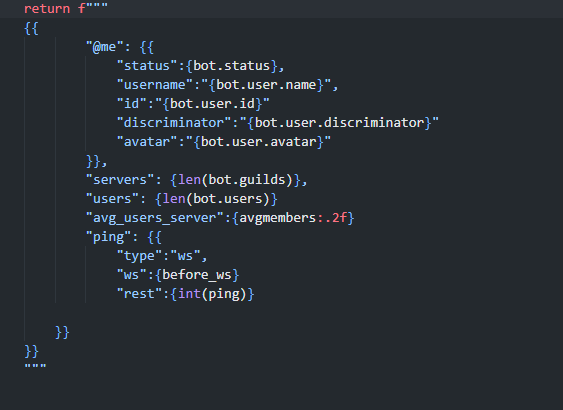 return f"""
{{
"@me": {{
"status":{bot.status},
"username":"{bot.user.name}",
"id":"{bot.user.id}"
"discriminator":"{bot.user.discriminator}"
"avatar":"{bot.user.avatar}"
}},
"servers": {len(bot.guilds)},
"users": {len(bot.users)}
"avg_users_server":{avgmembers:.2f}
"ping": {{
"type":"ws",
"ws":{before_ws}
"rest":{int(ping)}
}}
}}
"""